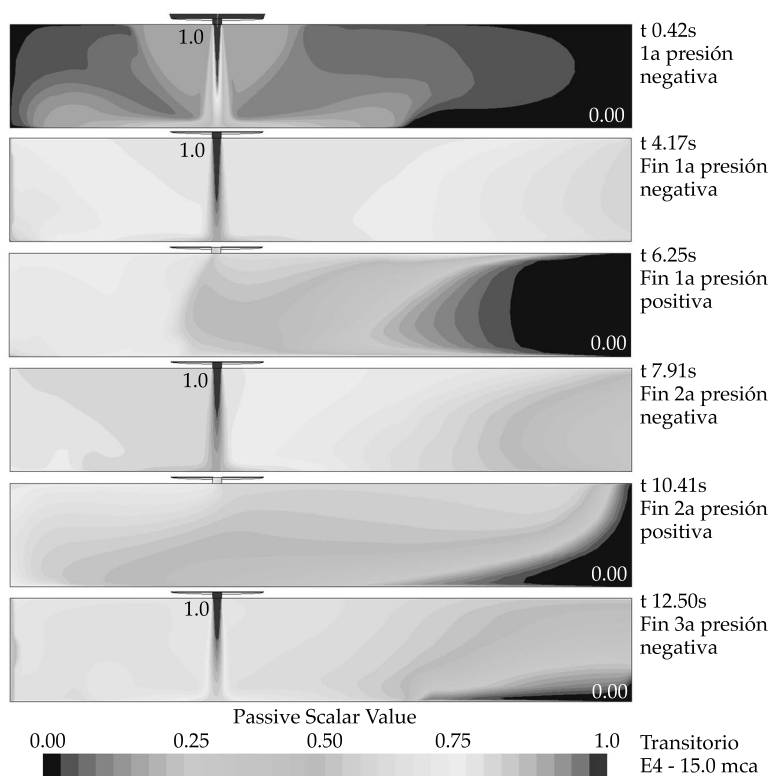 1.0
t 0.42s
1a presión
negativa
0.00
1.0
t 4.17s
Fin 1a presión
negativa
t 6.25s
Fin 1a presión
positiva
0.00
1.0
t 7.91s
Fin 2a presión
negativa
t 10.41s
Fin 2a presión
positiva
0.00
1.0
t 12.50s
Fin 3a presión
negativa
0.00
Passive Scalar Value
0.00 0.25 0.50 0.75 1.0
Transitorio
E4 - 15.0 mca